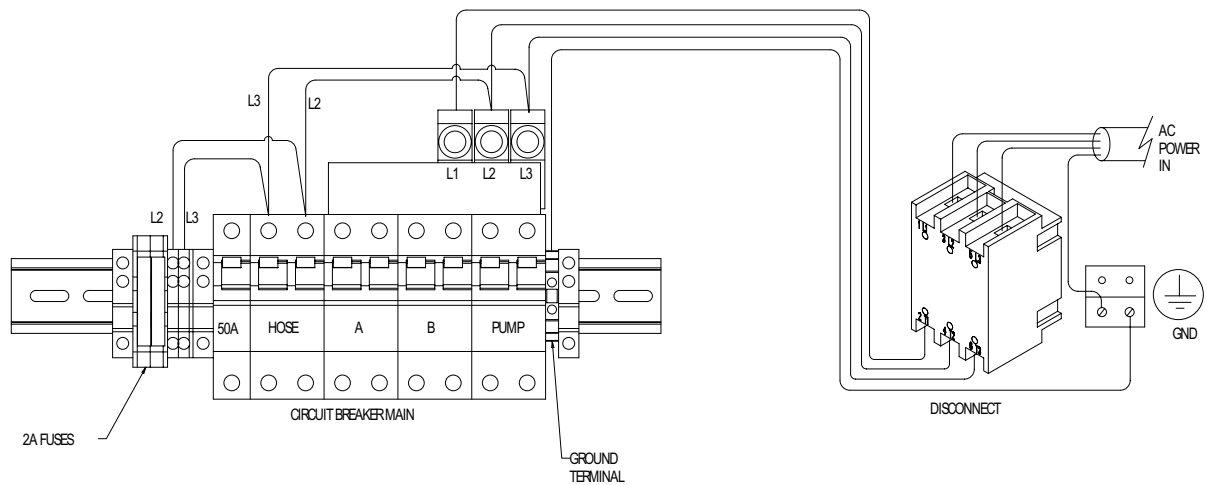 L3
L2
L1
L2
L3
L2
L3
AC
POWER
IN
50A
HOSE
A
B
PUMP
GND
CIRCUIT BREAKER MAIN
DISCONNECT
2A FUSES
GROUND
TERMINAL